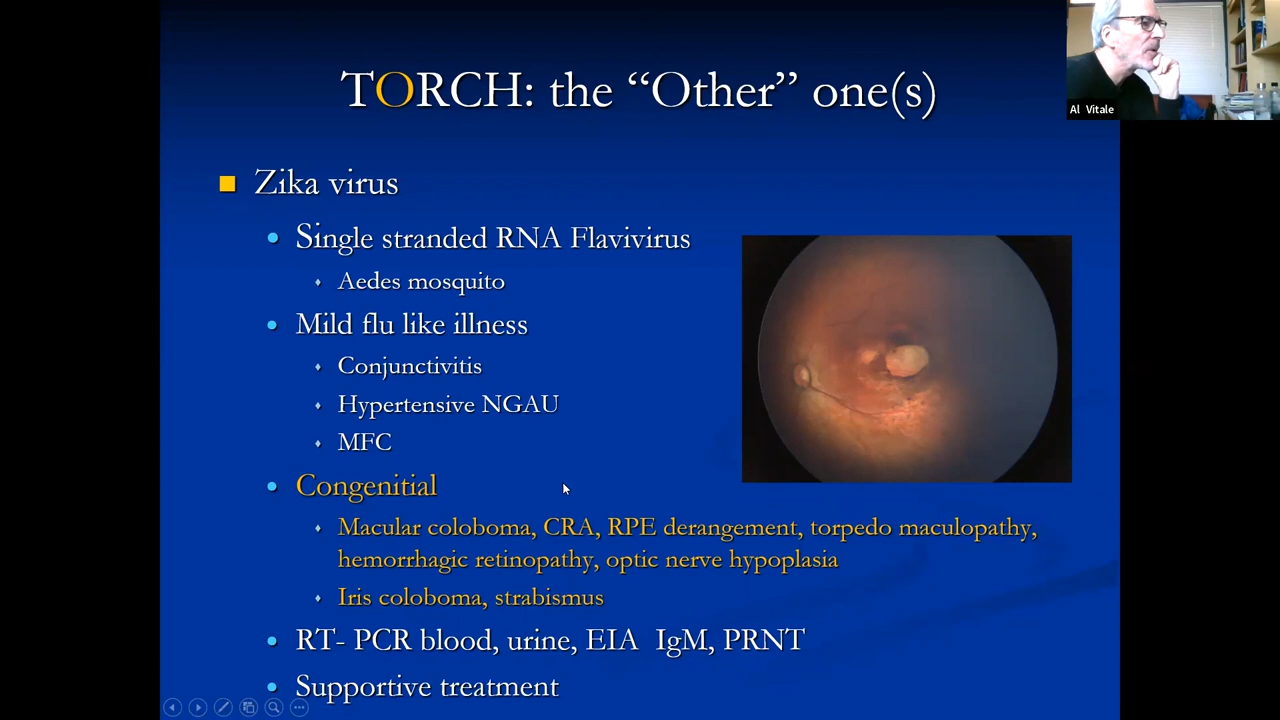 TORCH: the “Other” one(s)
Al Vitale
Zika virus
Single stranded RNA Flavivirus
Aedes mosquito
Mild flu like illness
Conjunctivitis
Hypertensive NGAU
MFC
Congenitial
Macular coloboma, CRA, RPE derangement, torpedo maculopathy,
hemorrhagic retinopathy, optic nerve hypoplasia
Iris coloboma, strabismus
RT- PCR blood, urine, EIA IgM, PRNT
Supportive treatment